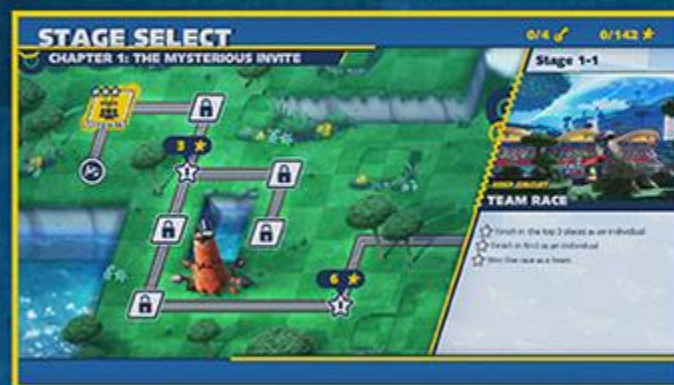 STAGE SELECT
0/4
0/142
CHAPTER 1: THE MYSTERIOUS INVITE
Stage 1-1
3
TEAM RACE
Finish in the top 3 places as an individual
Finish in first as an individual
Win the race as a team
6